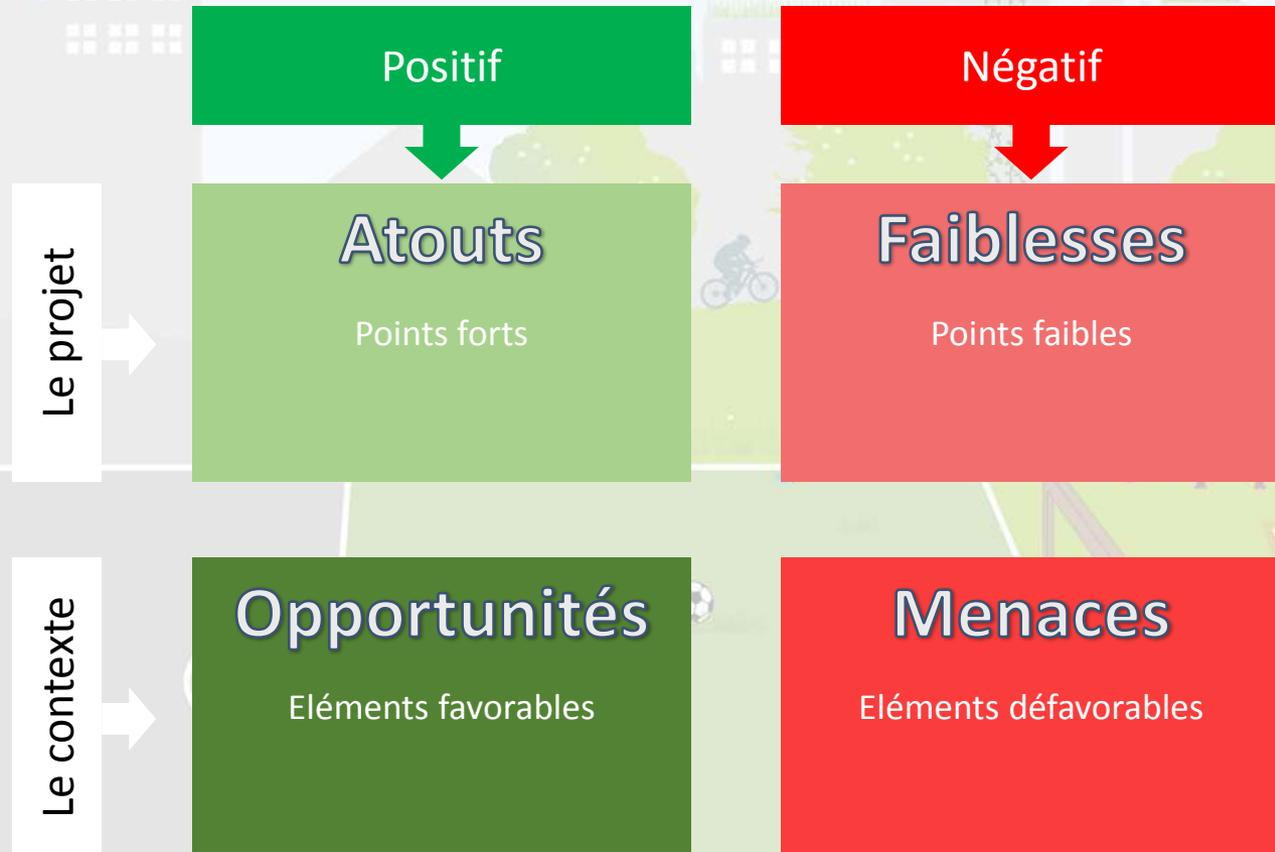 Positif
Négatif
Le projet
Atouts
Points forts
Faiblesses
Points faibles
Le contexte
Opportunités
Eléments favorables
Menaces
Eléments défavorables